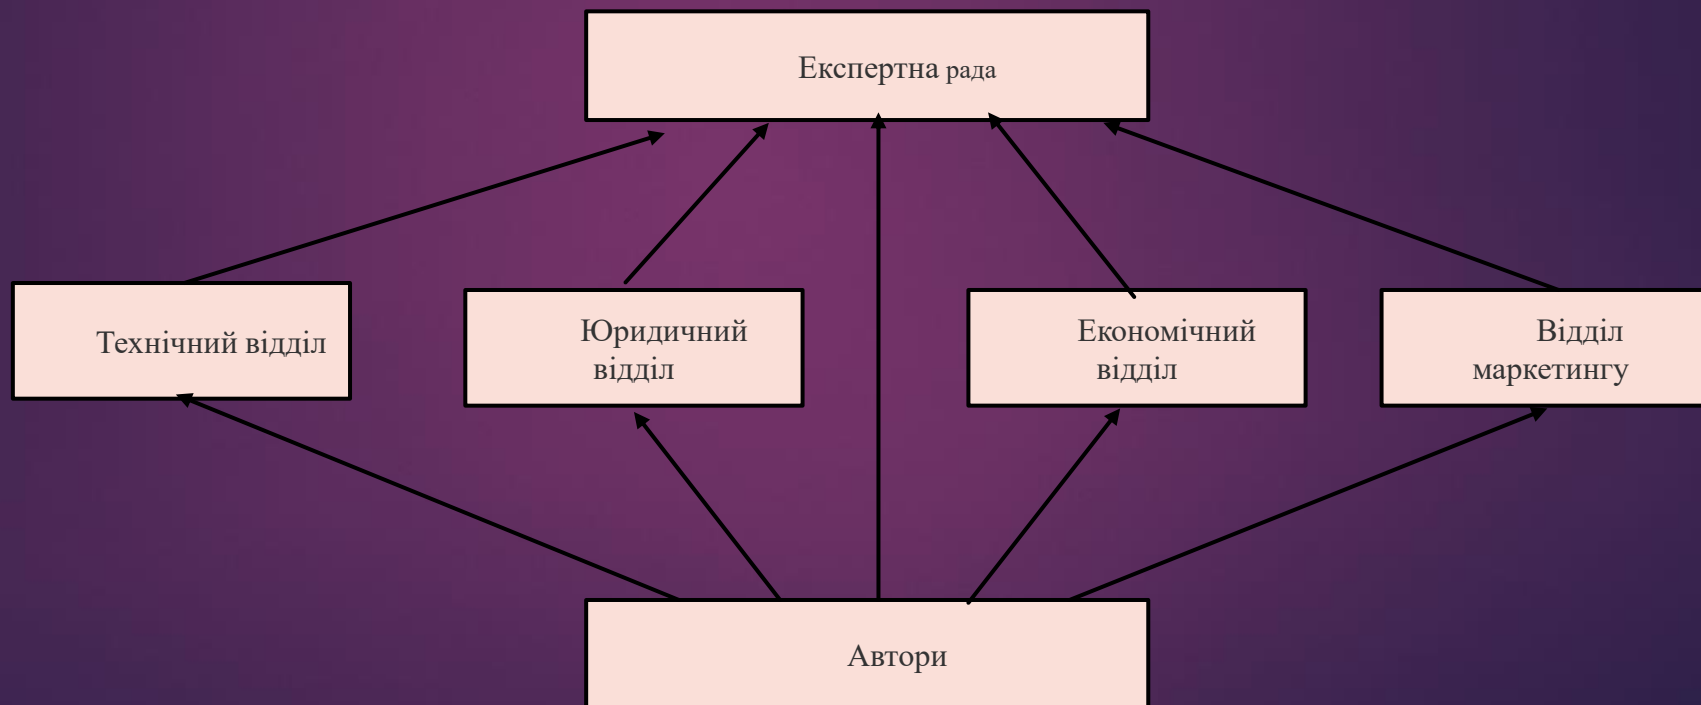 Експертна рада
Технічний відділ
Юридичний
відділ
Економічний
відділ
Відділ
маркетингу
Автори